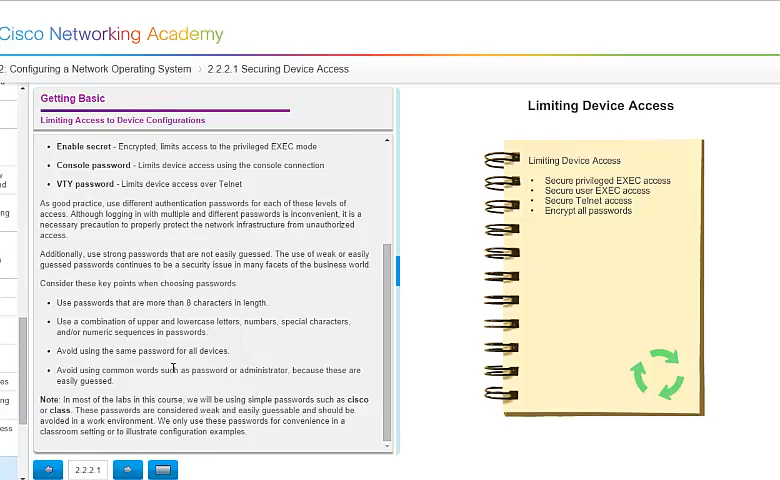 Cisco Networking Academy
2: Configuring a Network Operating System › 2.2.2.1 Securing Device Access
Getting Basic
Limiting Access to Device Configurations
• Enable secret - Encrypted, limits access to the privileged EXEC mode
• Console password - Limits device access using the console connection
• VTY password - Limits device access over Telnet
As good practice, use different authentication passwords for each of these levels of
access. Although logging in with multiple and different passwords is inconvenient, it is a
necessary precaution to properly protect the network infrastructure from unauthorized
access.
Additionally, use strong passwords that are not easily guessed. The use of weak or easily
guessed passwords continues to be a security issue in many facets of the business world.
Consider these key points when choosing passwords:
• Use passwords that are more than 8 characters in length.
• Use a combination of upper and lowercase letters, numbers, special characters,
and/or numeric sequences in passwords.
• Avoid using the same password for all devices.
• Avoid using common words such as password or administrator, because these are
easily guessed.
Note: In most of the labs in this course, we will be using simple passwords such as cisco
or class. These passwords are considered weak and easily guessable and should be
avoided in a work environment. We only use these passwords for convenience in a
classroom setting or to illustrate configuration examples.
2.2.2.1
Limiting Device Access
Limiting Device Access
• Secure privileged EXEC access
• Secure user EXEC access
• Secure Telnet access
• Encrypt all passwords